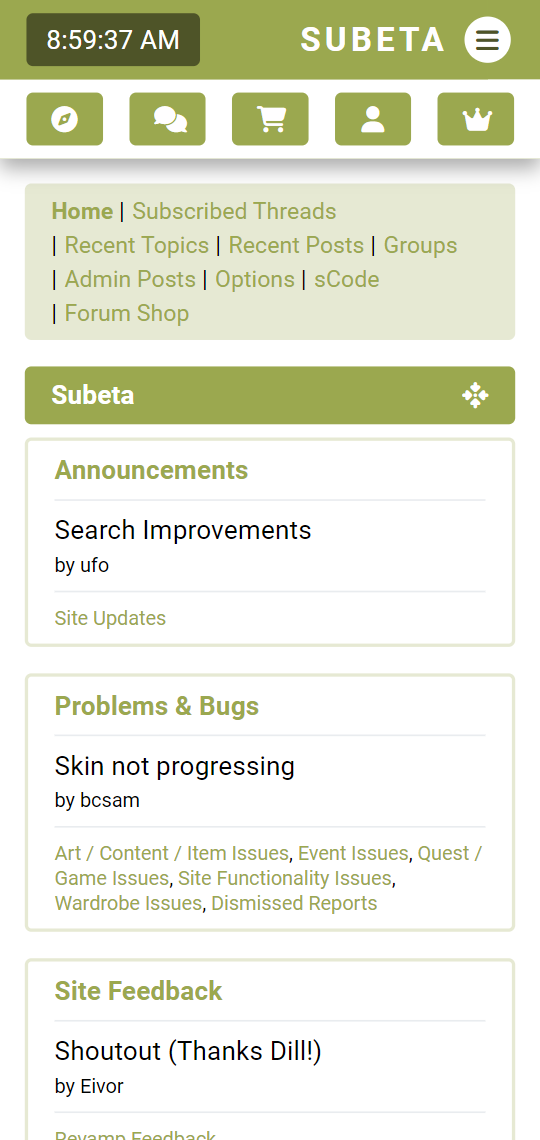 8:59:37 AM
SUBETA
Home | Subscribed Threads
| Recent Topics | Recent Posts | Groups
| Admin Posts | Options | sCode
| Forum Shop
Subeta
Announcements
Search Improvements
by ufo
Site Updates
Problems & Bugs
Skin not progressing
by bcsam
Art / Content / Item Issues, Event Issues, Quest /
Game Issues, Site Functionality Issues,
Wardrobe Issues, Dismissed Reports
Site Feedback
Shoutout (Thanks Dill!)
by Eivor
Revamp Feedback